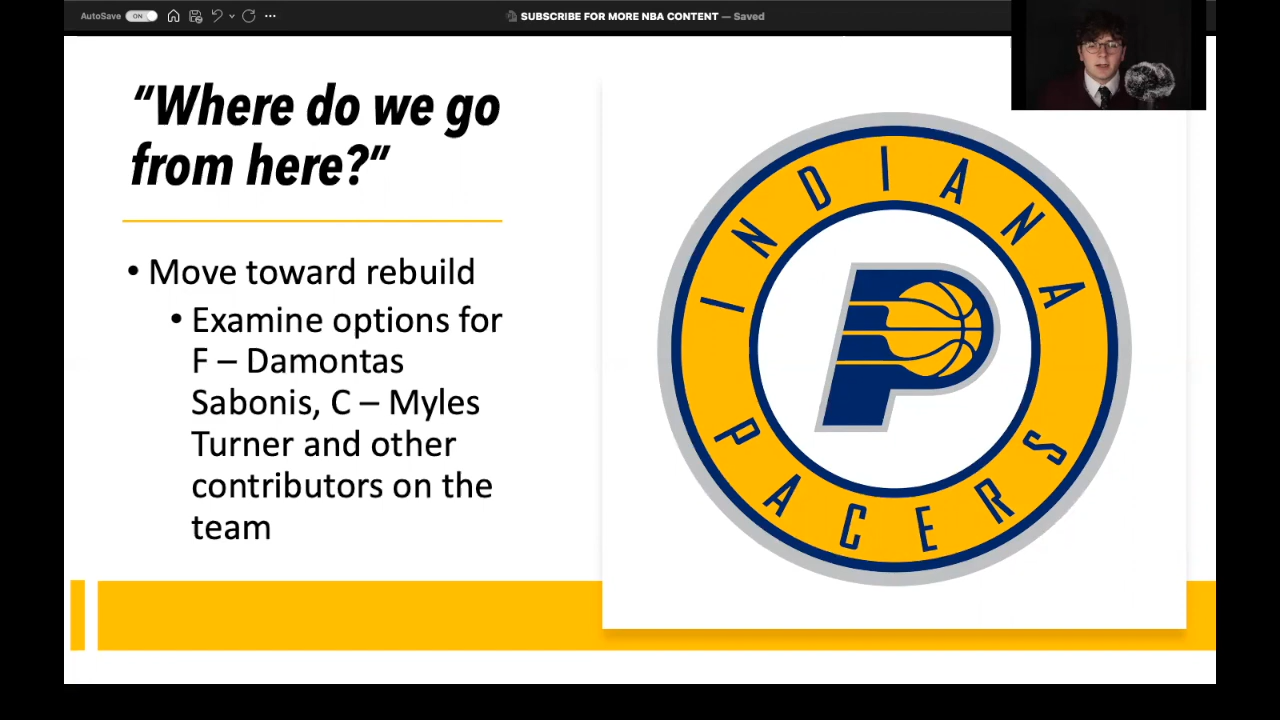 AutoSave ON SUBSCRIBE FOR MORE NBA CONTENT — Saved
“Where do we go
from here?”
• Move toward rebuild
• Examine options for
F – Damontas
Sabonis, C – Myles
Turner and other
contributors on the
team
INDIANA
PACERS